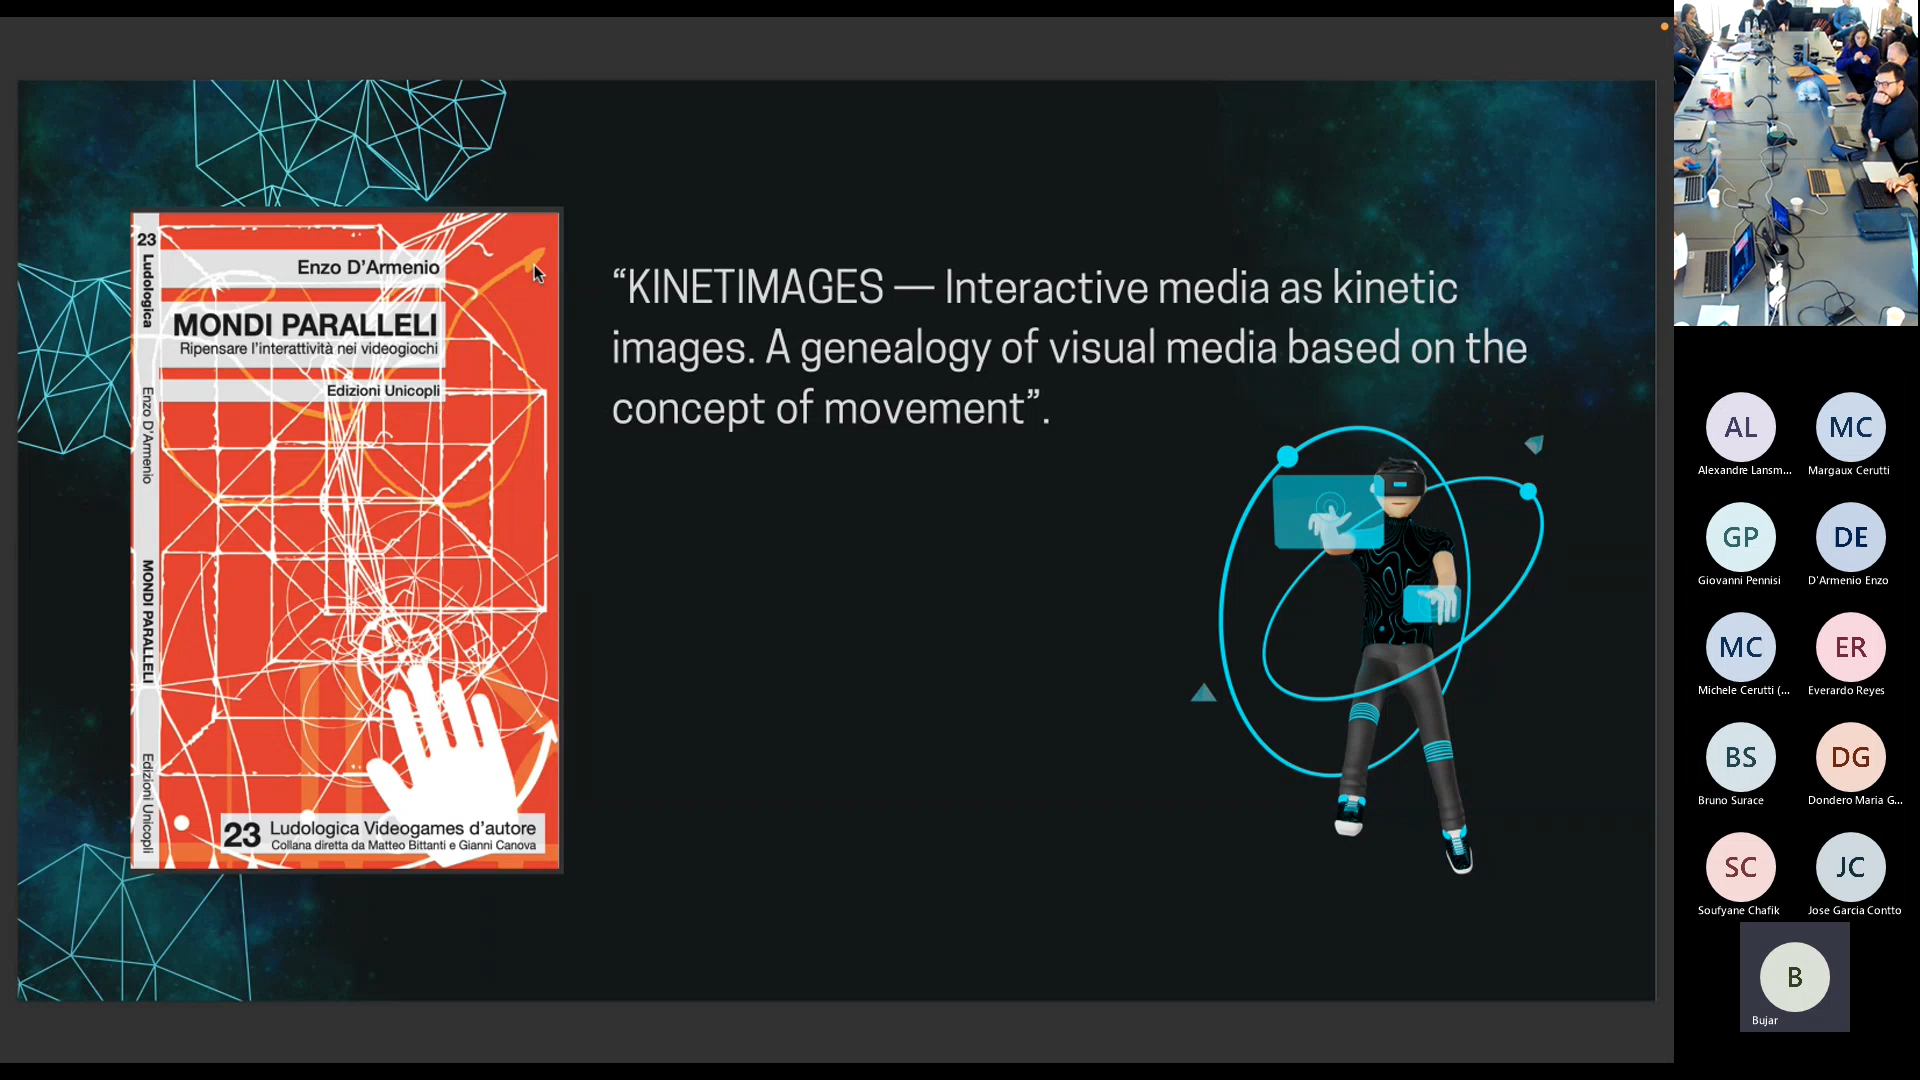 23
Ludologica
Enzo D'Armenio
MONDI PARALLELI
Edizioni Unicopli
Enzo D'Armenio
MONDI PARALLELI
Ripensare l'interattività nei videogiochi
Edizioni Unicopli
23
Ludologica Videogames d'autore
Collana diretta da Matteo Bittanti e Gianni Canova
“KINETIMAGES — Interactive media as kinetic
images. A genealogy of visual media based on the
concept of movement”.
AL
Alexandre Lansm...
MC
Margaux Cerutti
GP
Giovanni Pennisi
DE
D'Armenio Enzo
MC
Michele Cerutti (...
ER
Everardo Reyes
BS
Bruno Surace
DG
Dondero Maria G...
SC
Soufyane Chafik
JC
Jose Garcia Contto
B
Bujar